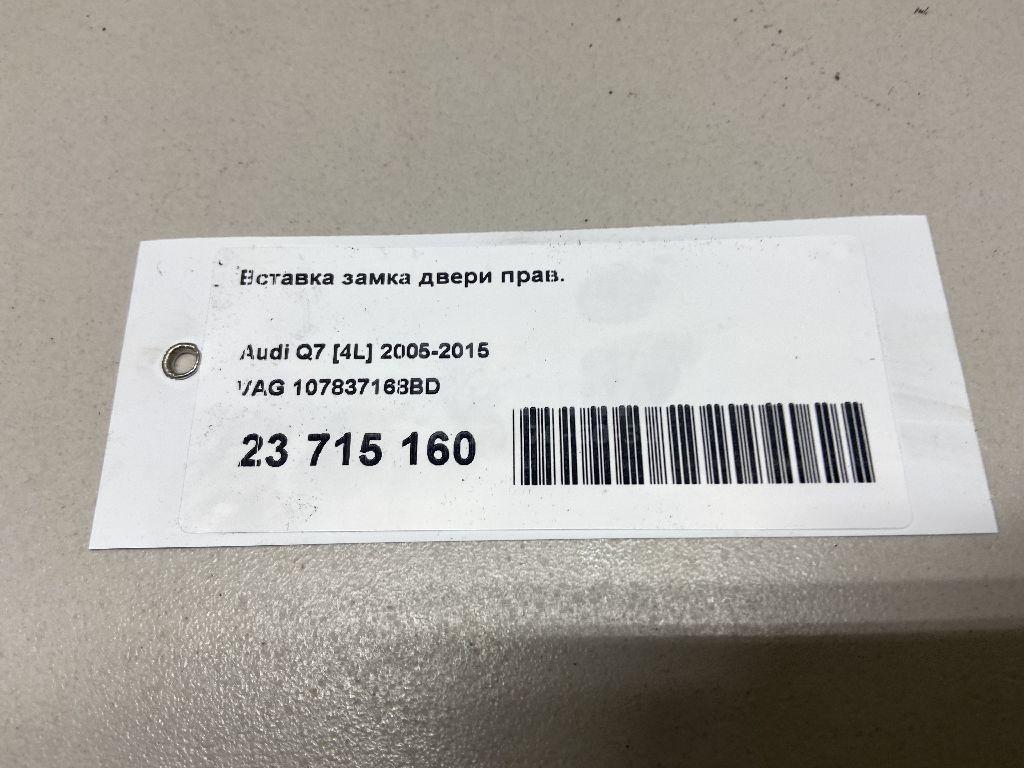 Вставка замка двери прав.
Audi Q7 [4L] 2005-2015
VAG 107837168BD
23 715 160